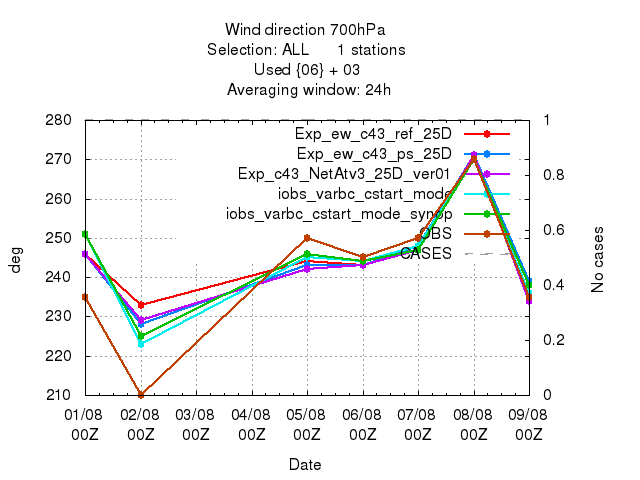 Wind direction 700hPa
Selection: ALL 1 stations
Used {06} + 03
Averaging window: 24h
280
270
260
250
240
230
220
210
deg
1
0.8
0.6
0.4
0.2
0
No cases
Exp_ew_c43_ref_25D
Exp_ew_c43_ps_25D
Exp_c43_NetAtv3_25D_ver01
iobs_varbc_cstart_mode
iobs_varbc_cstart_mode_synop
OBS
CASES
01/08 02/08 03/08 04/08 05/08 06/08 07/08 08/08 09/08
00Z 00Z 00Z 00Z 00Z 00Z 00Z 00Z 00Z
Date